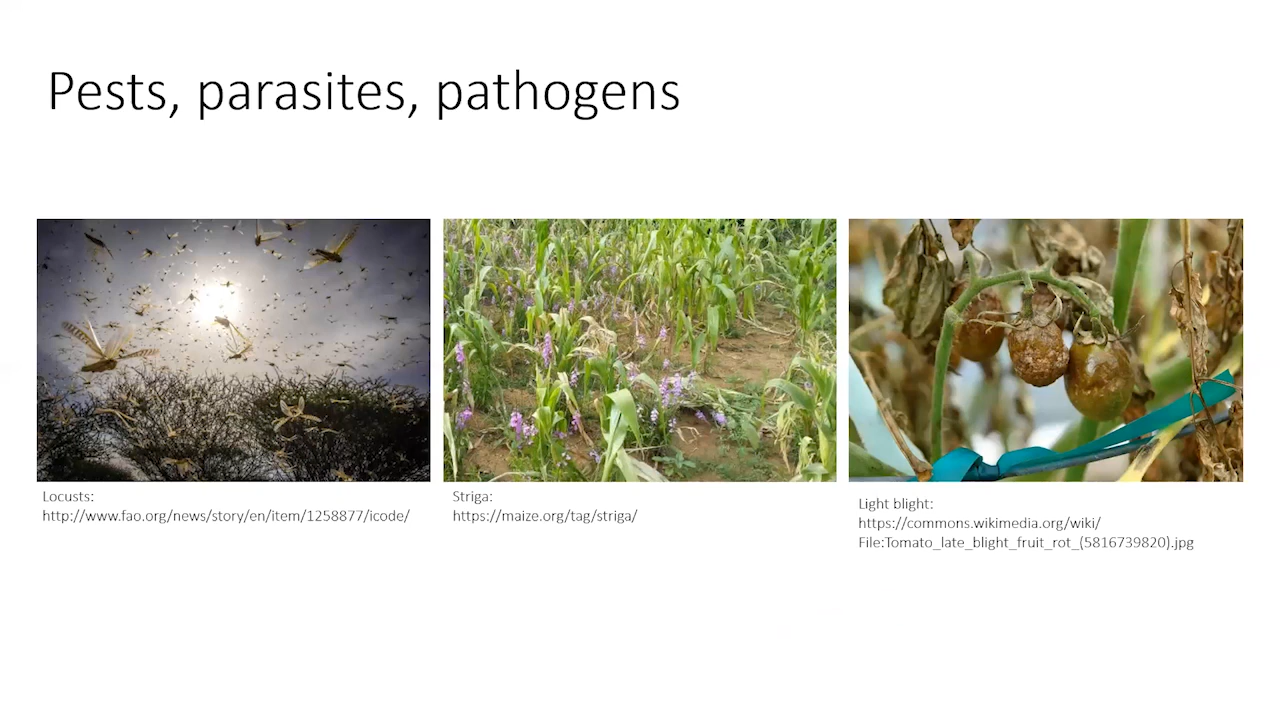 Pests, parasites, pathogens
Locusts:
http://www.fao.org/news/story/en/item/1258877/icode/
Striga:
https://maize.org/tag/striga/
Light blight:
https://commons.wikimedia.org/wiki/
File:Tomato_late_blight_fruit_rot_(5816739820).jpg